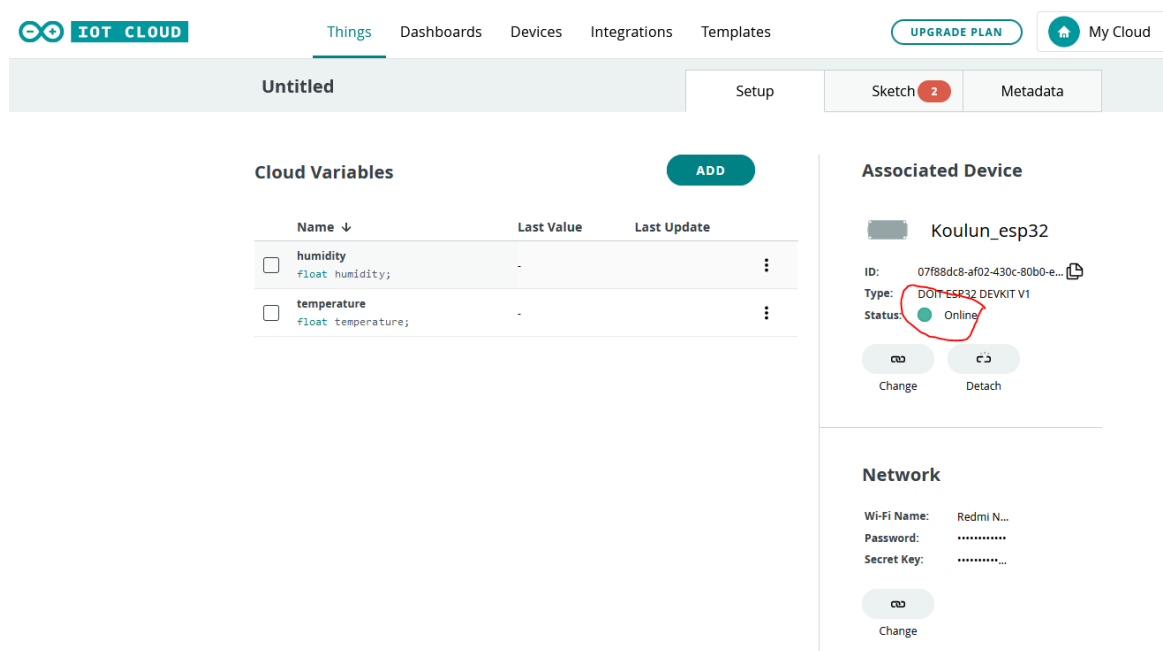 IOT CLOUD
Things Dashboards Devices Integrations Templates
UPGRADE PLAN
My Cloud
Untitled
Setup
Sketch 2
Metadata
Cloud Variables
ADD
Name Last Value Last Update
humidity
float humidity; -
temperature
float temperature; -
Associated Device
Koulun_esp32
ID: 07f88dc8-af02-430c-80b0-e...
Type: DOIT ESP32 DEVKIT V1
Status: Online
Change Detach
Network
Wi-Fi Name: Redmi N...
Password: ••••••••••••
Secret Key: ••••••••••...
Change